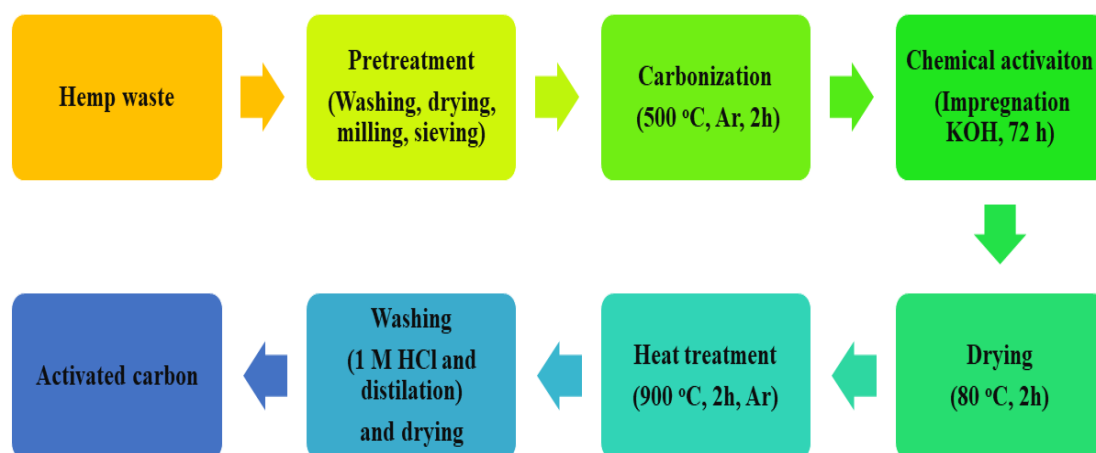 Hemp waste
Pretreatment
(Washing, drying,
milling, sieving)
Carbonization
(500 °C, Ar, 2h)
Chemical activaiton
(Impregnation
KOH, 72 h)
Drying
(80 °C, 2h)
Heat treatment
(900 °C, 2h, Ar)
Washing
(1 M HCl and
distilation)
and drying
Activated carbon